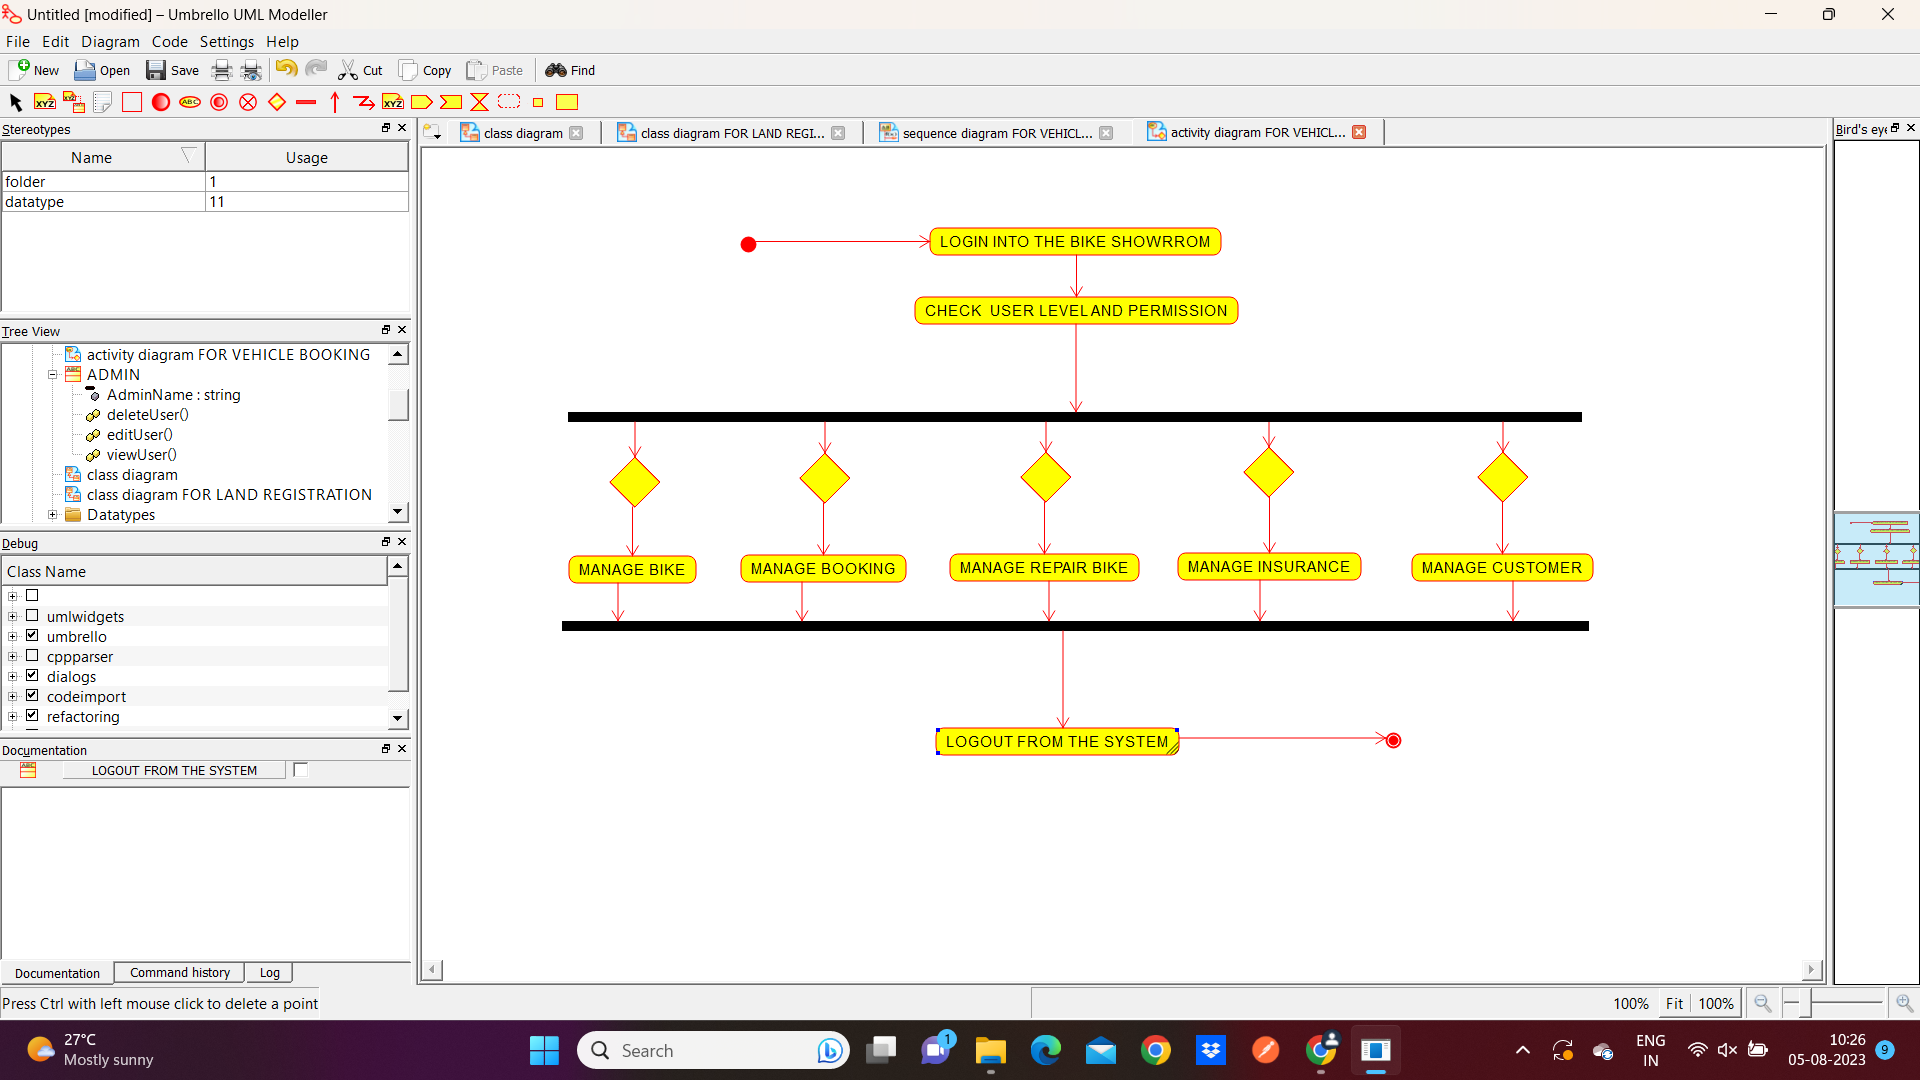 Untitled [modified] – Umbrello UML Modeller
File Edit Diagram Code Settings Help
New Open Save Cut Copy Paste Find
Stereotypes
Name Usage
folder 1
datatype 11
Tree View
activity diagram FOR VEHICLE BOOKING
ADMIN
AdminName : string
deleteUser()
editUser()
viewUser()
class diagram
class diagram FOR LAND REGISTRATION
Datatypes
Debug
Class Name
umlwidgets
umbrello
cppparser
dialogs
codeimport
refactoring
Documentation
LOGOUT FROM THE SYSTEM
Documentation Command history Log
Press Ctrl with left mouse click to delete a point
class diagram
class diagram FOR LAND REGI...
sequence diagram FOR VEHICL...
activity diagram FOR VEHICL...
Bird's eye
LOGIN INTO THE BIKE SHOWRROM
CHECK  USER LEVEL AND PERMISSION
MANAGE BIKE
MANAGE BOOKING
MANAGE REPAIR BIKE
MANAGE INSURANCE
MANAGE CUSTOMER
LOGOUT FROM THE SYSTEM
100% Fit 100%
27°C
Mostly sunny
Search
1
ENG
IN
10:26
05-08-2023
9